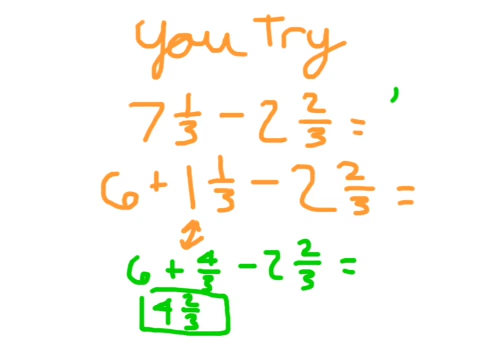 You Try
7 1/3 - 2 2/3 =
6 + 1 1/3 - 2 2/3 =
6 + 4/3 - 2 2/3 =
4 2/3